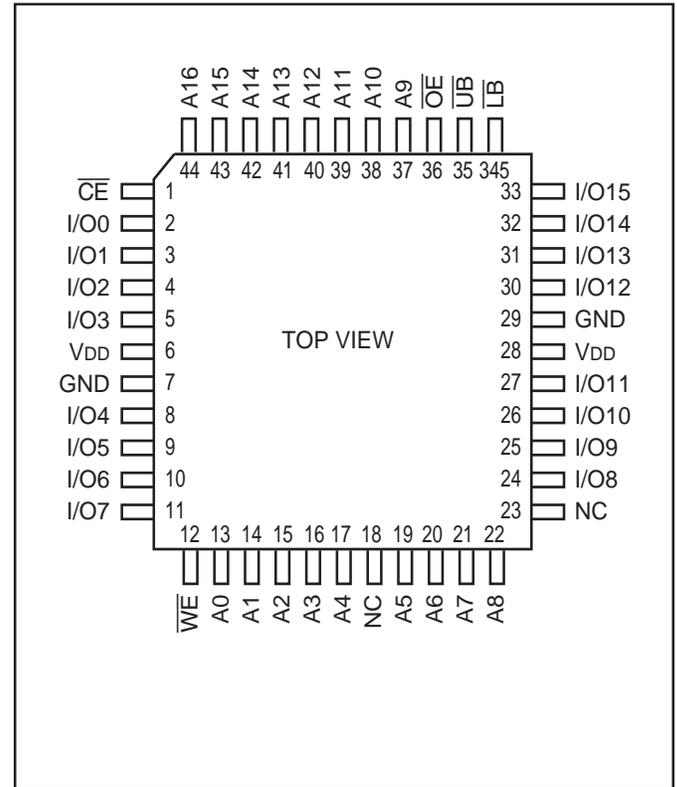 A16 A15 A14 A13 A12 A11 A10 A9 OE UB LB
44 43 42 41 40 39 38 37 36 35 345
CE 1 33 I/O15
I/O0 2 32 I/O14
I/O1 3 31 I/O13
I/O2 4 30 I/O12
I/O3 5 29 GND
VDD 6 TOP VIEW 28 VDD
GND 7 27 I/O11
I/O4 8 26 I/O10
I/O5 9 25 I/O9
I/O6 10 24 I/O8
I/O7 11 23 NC
12 13 14 15 16 17 18 19 20 21 22
WE A0 A1 A2 A3 A4 NC A5 A6 A7 A8